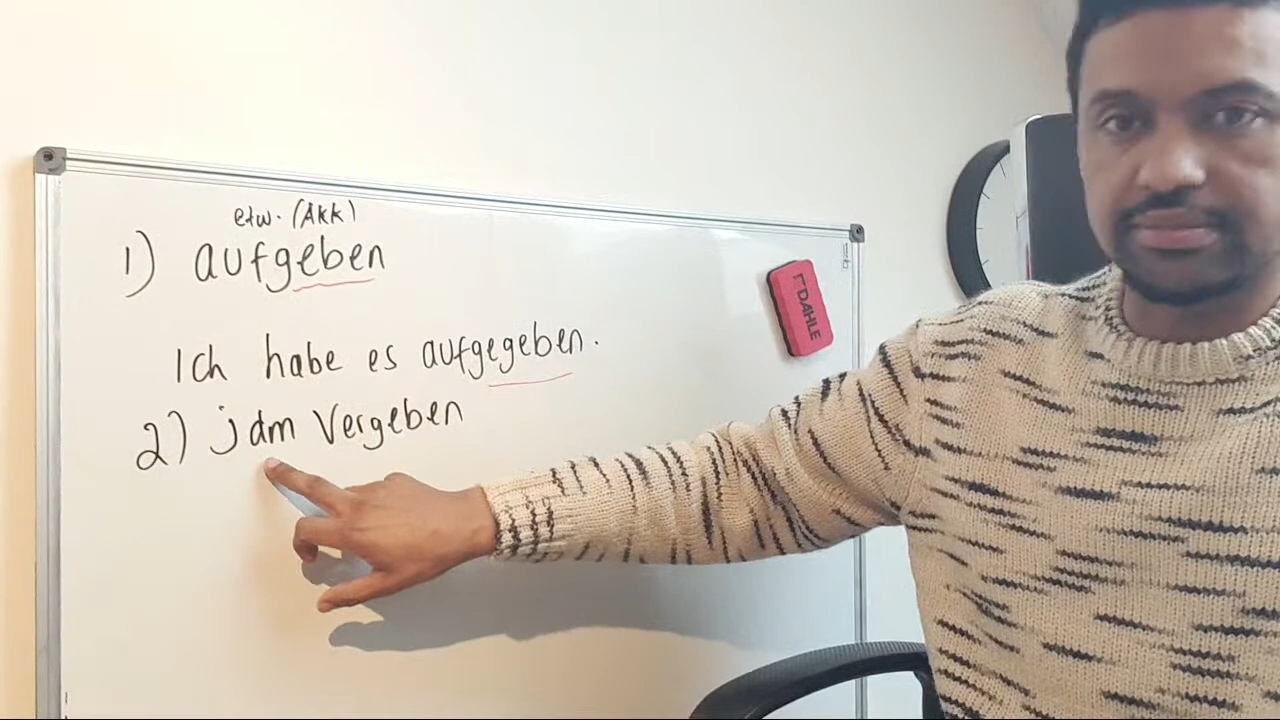 etw. (Akk)
1) aufgeben
Ich habe es aufgegeben.
2) jdm Vergeben
DAHLE